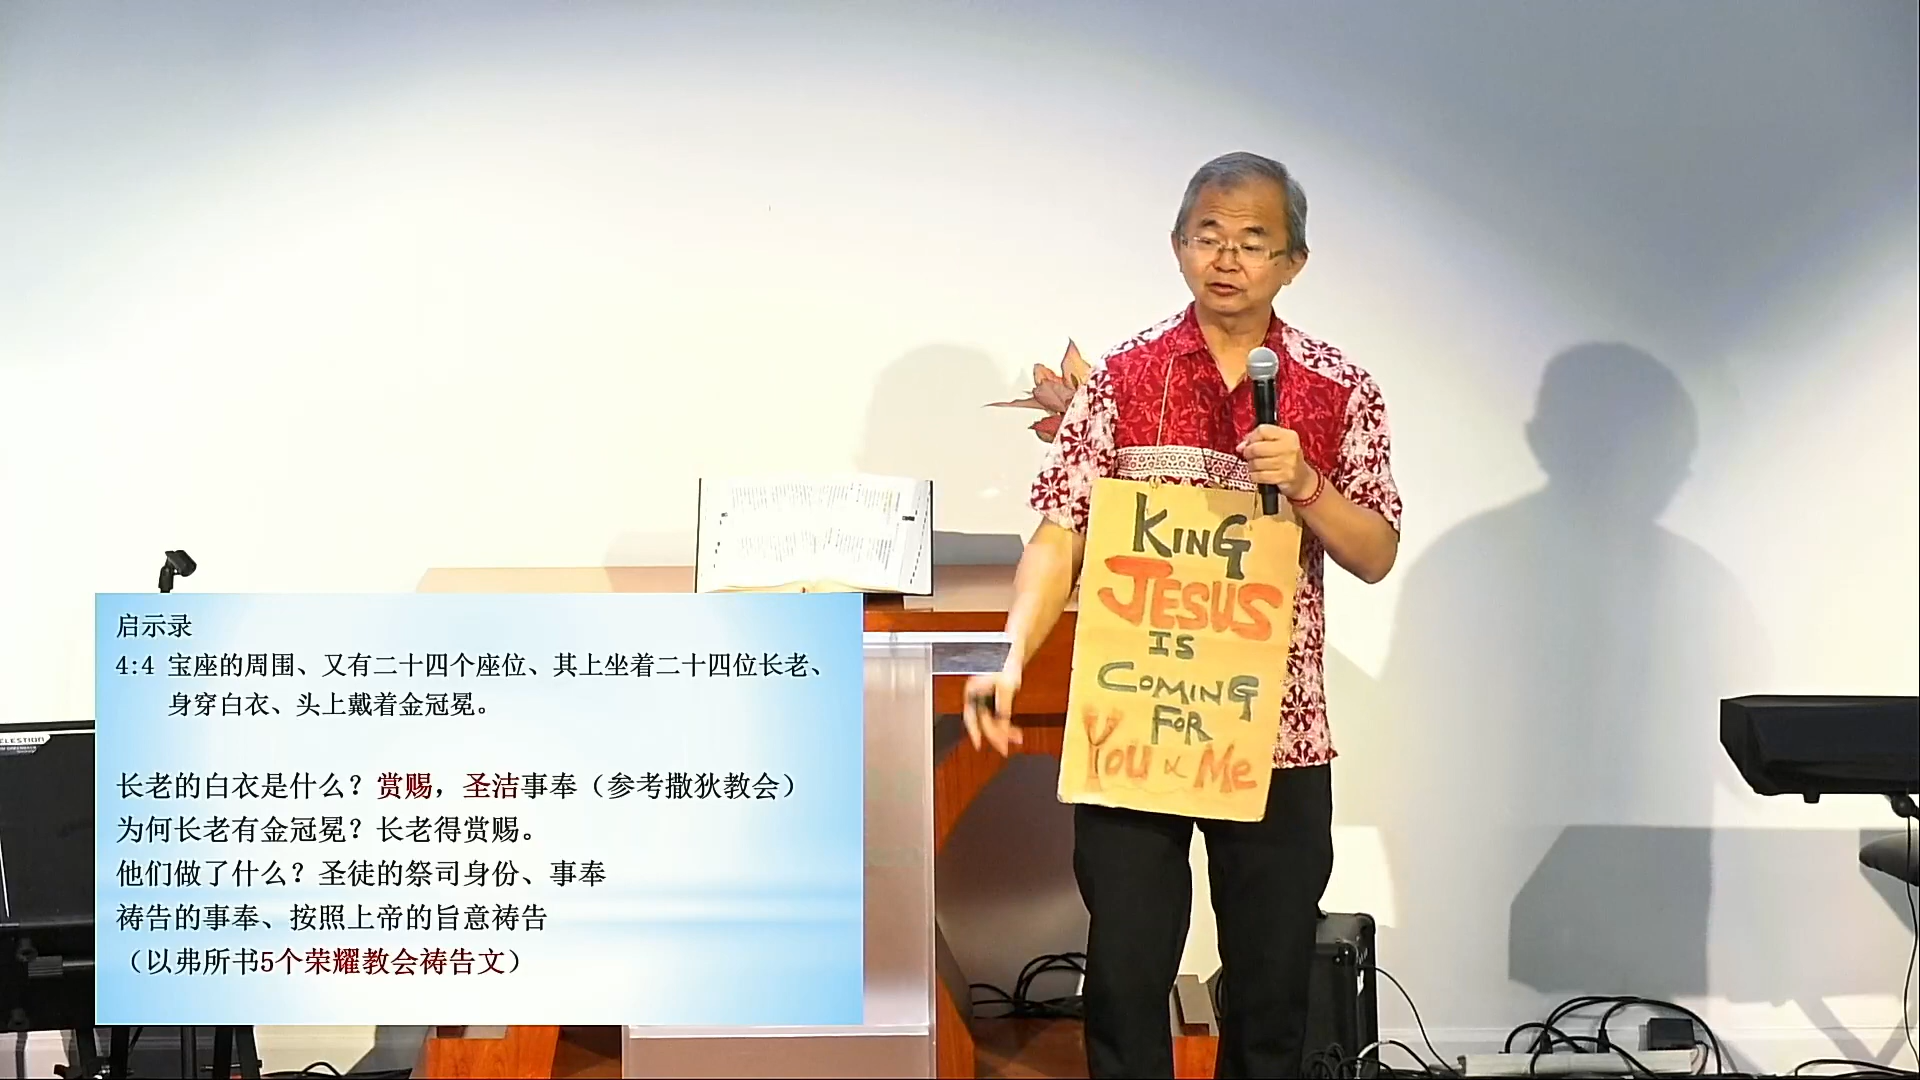 KING
JESUS
IS
COMING
FOR
YOU & ME
启示录
4:4 宝座的周围、又有二十四个座位、其上坐着二十四位长老、
身穿白衣、头上戴着金冠冕。
长老的白衣是什么？赏赐，圣洁事奉（参考撒狄教会）
为何长老有金冠冕？长老得赏赐。
他们做了什么？圣徒的祭司身份、事奉
祷告的事奉、按照上帝的旨意祷告
（以弗所书5个荣耀教会祷告文）
CELESTION